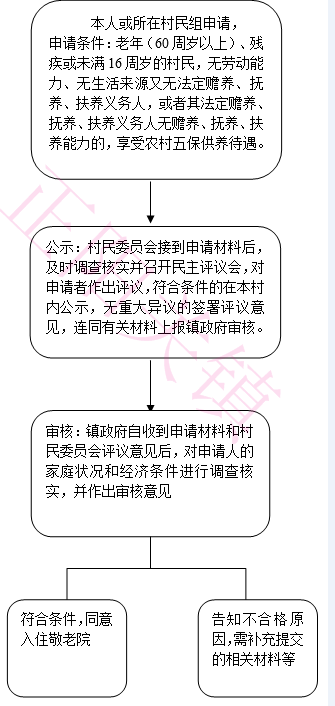 本人或所在村民组申请，
申请条件：老年（60周岁以上）、残
疾或未满16周岁的村民，无劳动能
力、无生活来源又无法定赡养、抚
养、扶养义务人，或者其法定赡养、
抚养、扶养义务人无赡养、抚养、扶
养能力的，享受农村五保供养待遇。
公示：村民委员会接到申请材料后，
及时调查核实并召开民主评议会，对
申请者作出评议，符合条件的在本村
内公示，无重大异议的签署评议意
见，连同有关材料上报镇政府审核。
审核：镇政府自收到申请材料和村
民委员会评议意见后，对申请人的
家庭状况和经济条件进行调查核
实，并作出审核意见
符合条件，同意
入住敬老院
告知不合格原
因，需补充提交
的相关材料等